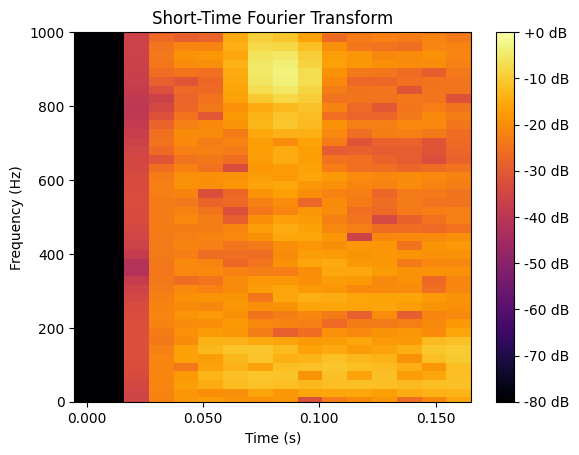 Short-Time Fourier Transform
1000
800
600
400
200
0
Frequency (Hz)
0.000
0.050
0.100
0.150
Time (s)
+0 dB
-10 dB
-20 dB
-30 dB
-40 dB
-50 dB
-60 dB
-70 dB
-80 dB